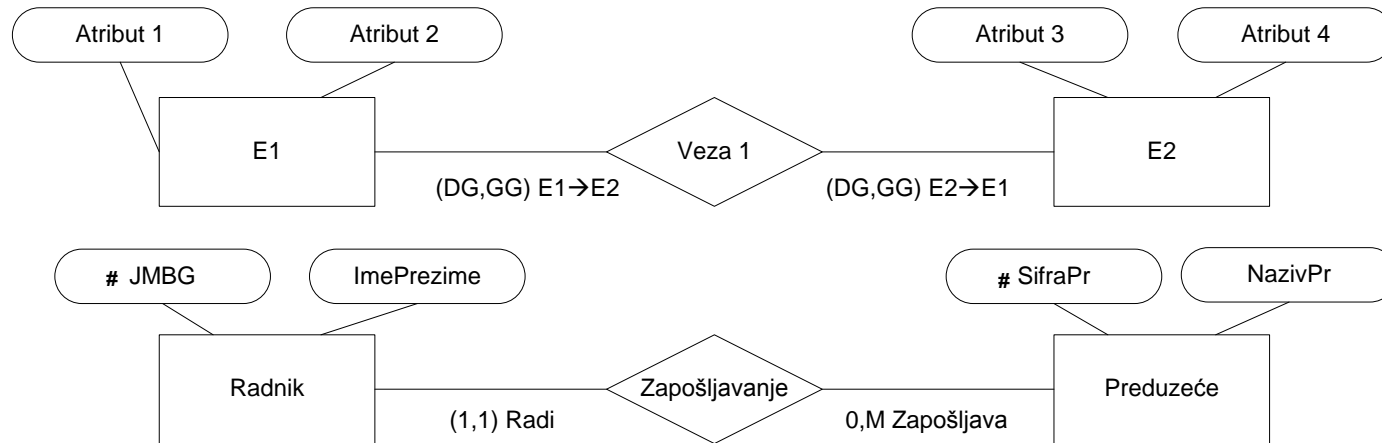 Atribut 1
Atribut 2
Atribut 3
Atribut 4
E1
Veza 1
E2
(DG,GG) E1→E2
(DG,GG) E2→E1
# JMBG
ImePrezime
# SifraPr
NazivPr
Radnik
Zapošljavanje
Preduzeće
(1,1) Radi
0,M Zapošljava